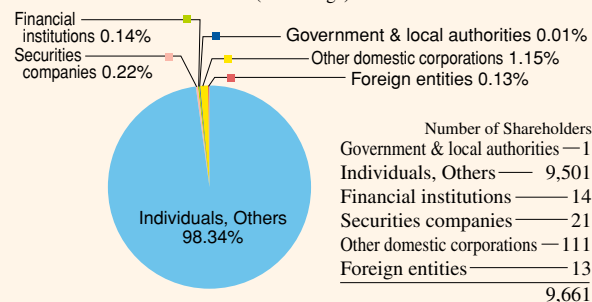 Financial
institutions 0.14%
Securities
companies 0.22%
Government & local authorities 0.01%
Other domestic corporations 1.15%
Foreign entities 0.13%
Individuals, Others
98.34%
Number of Shareholders
Government & local authorities 1
Individuals, Others 9,501
Financial institutions 14
Securities companies 21
Other domestic corporations 111
Foreign entities 13
9,661